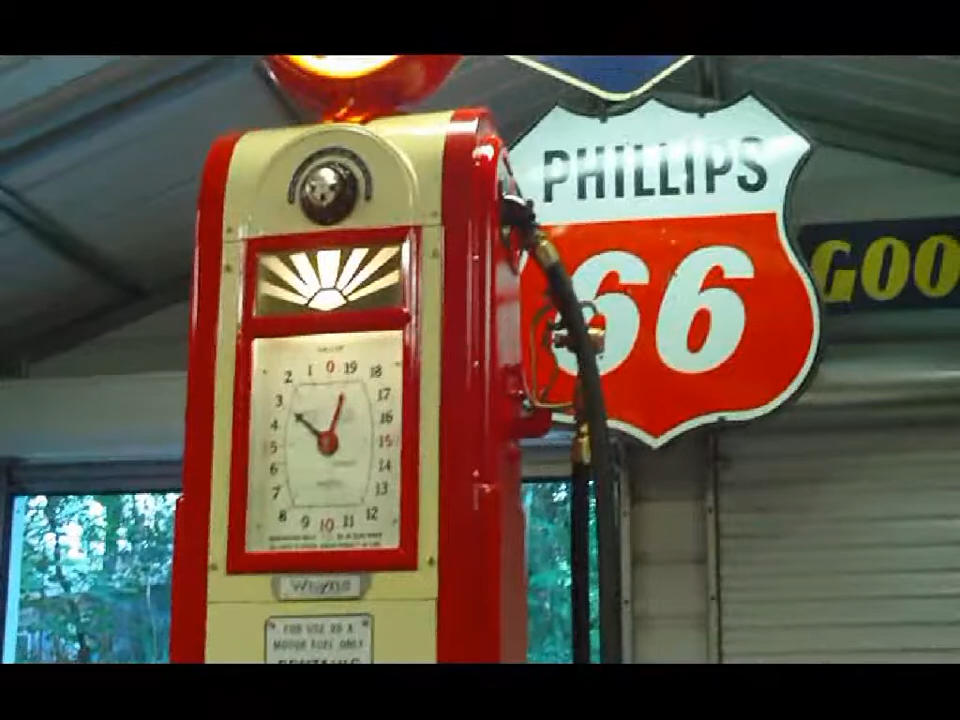 PHILLIPS
66
GOO
0 19 18 17 16 15 14 13 12 11 10 9 8 7 6 5 4 3 2 1
Wayne
FOR USE AS A
MOTOR FUEL ONLY